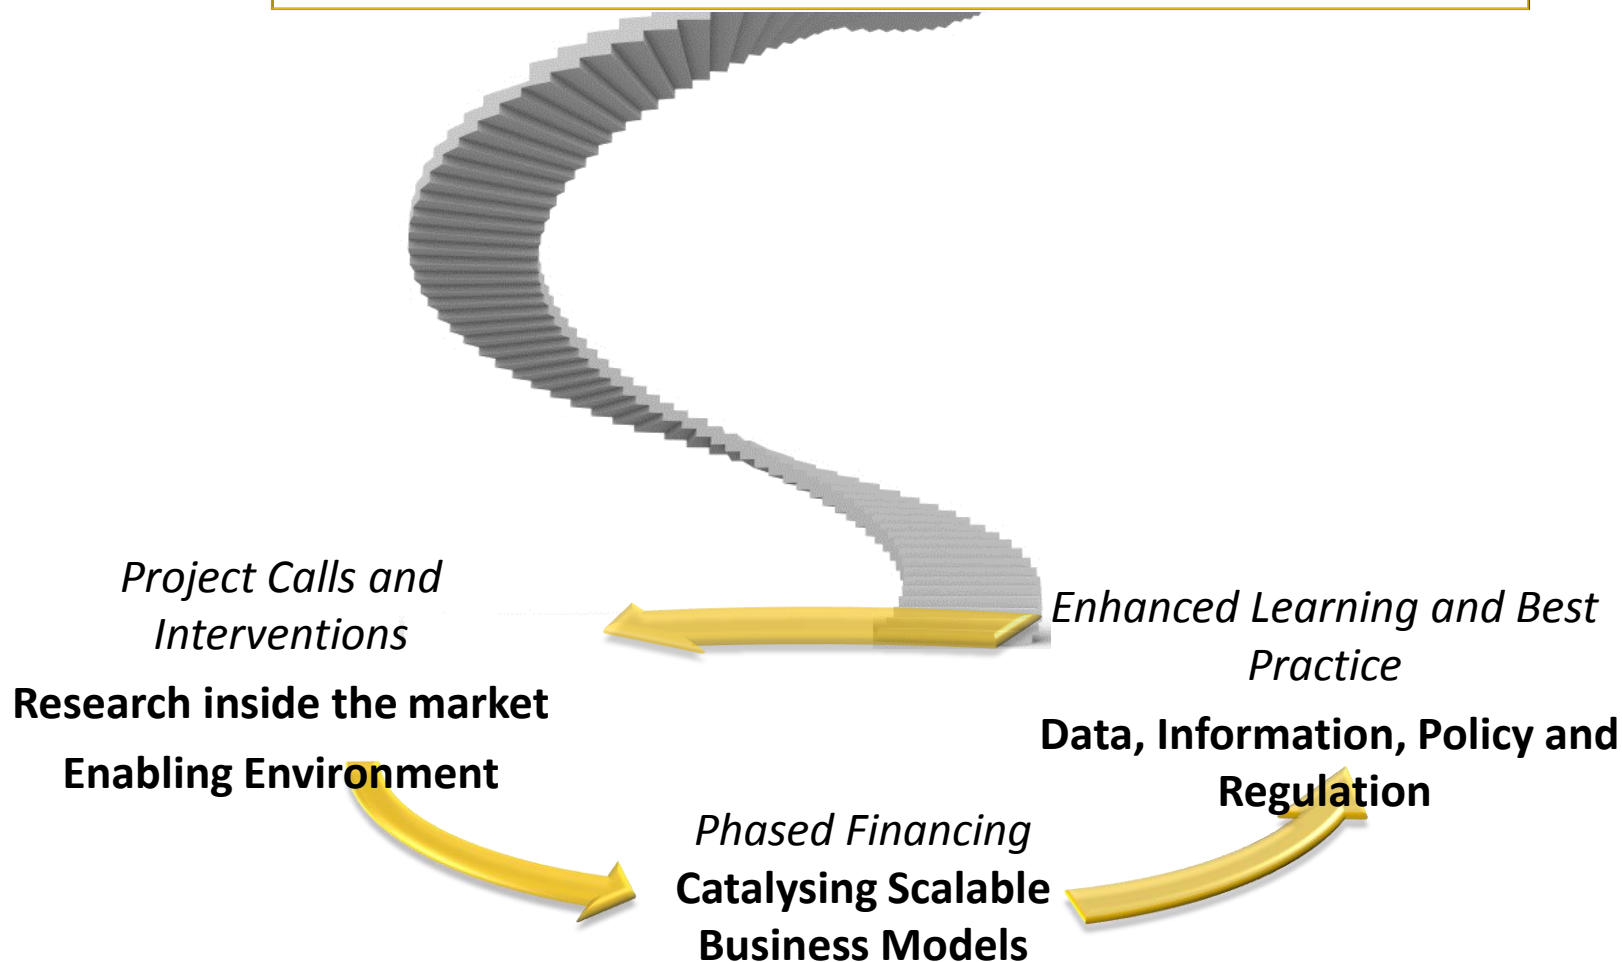 Project Calls and
Interventions
Research inside the market
Enabling Environment
Phased Financing
Catalysing Scalable
Business Models
Enhanced Learning and Best
Practice
Data, Information, Policy and
Regulation